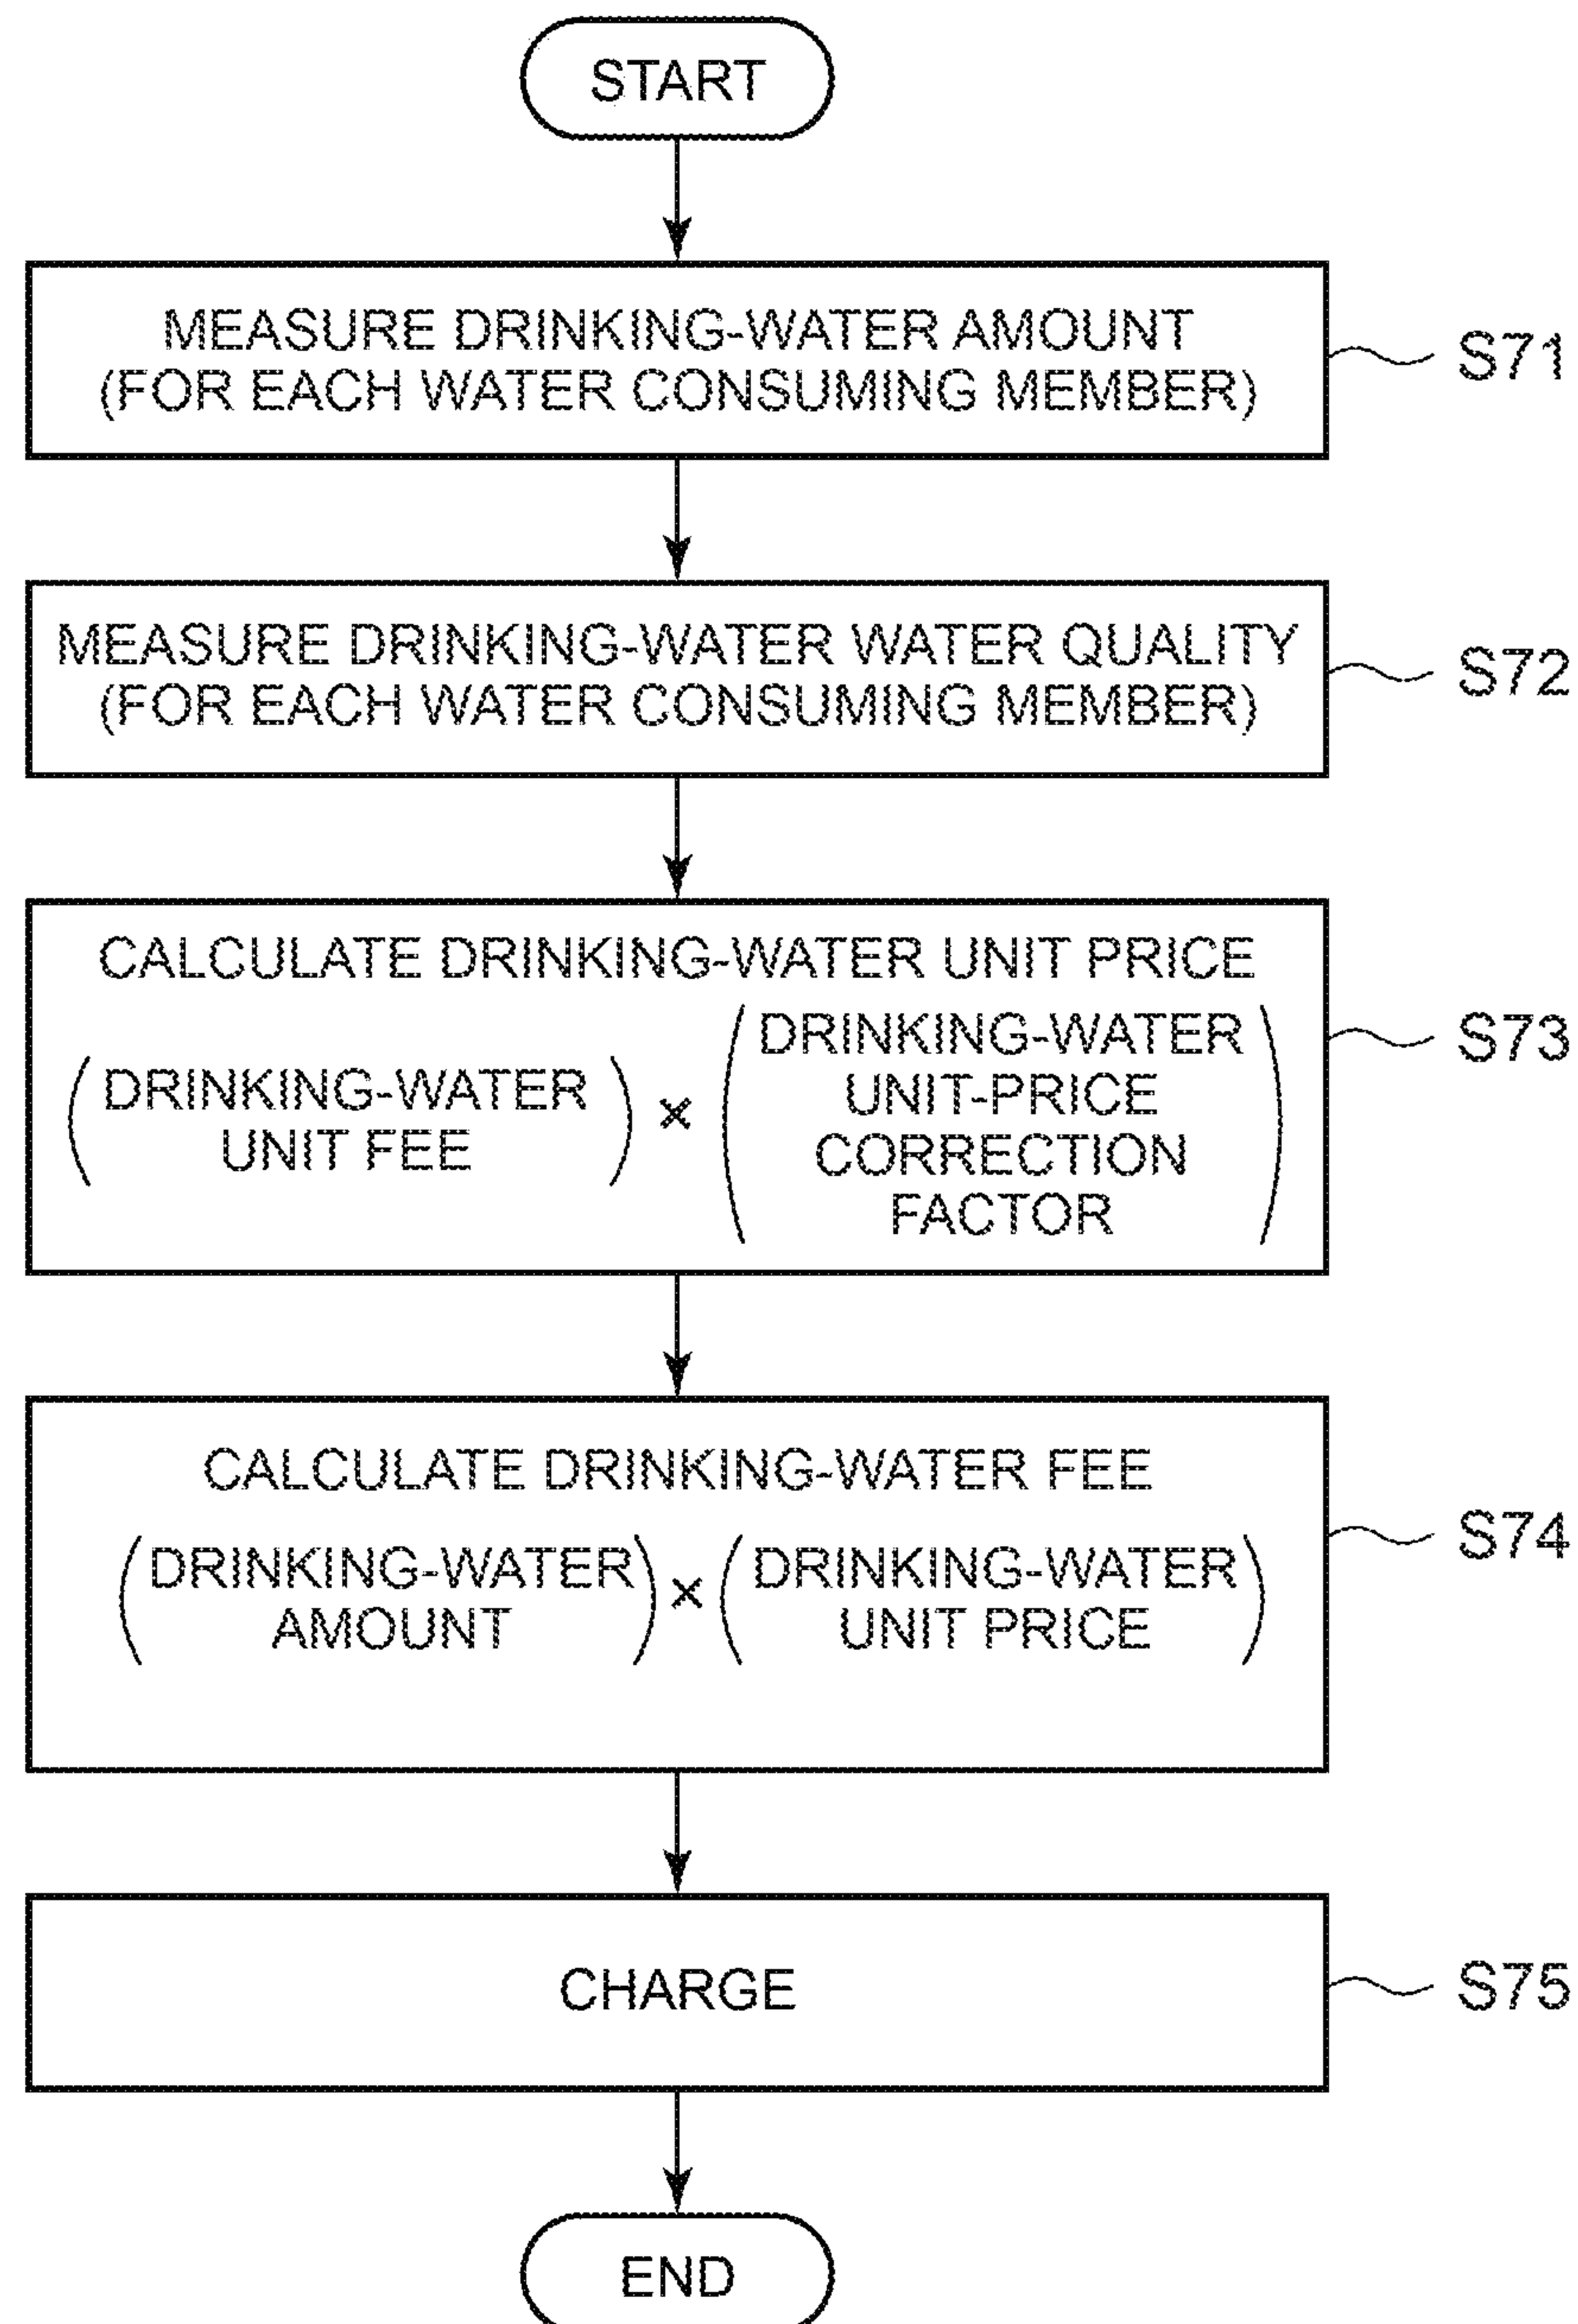 START
MEASURE DRINKING-WATER AMOUNT
(FOR EACH WATER CONSUMING MEMBER)
S71
MEASURE DRINKING-WATER WATER QUALITY
(FOR EACH WATER CONSUMING MEMBER)
S72
CALCULATE DRINKING-WATER UNIT PRICE
(DRINKING-WATER
UNIT FEE)
×
(DRINKING-WATER
UNIT-PRICE
CORRECTION
FACTOR)
S73
CALCULATE DRINKING-WATER FEE
(DRINKING-WATER
AMOUNT)
×
(DRINKING-WATER
UNIT PRICE)
S74
CHARGE
S75
END